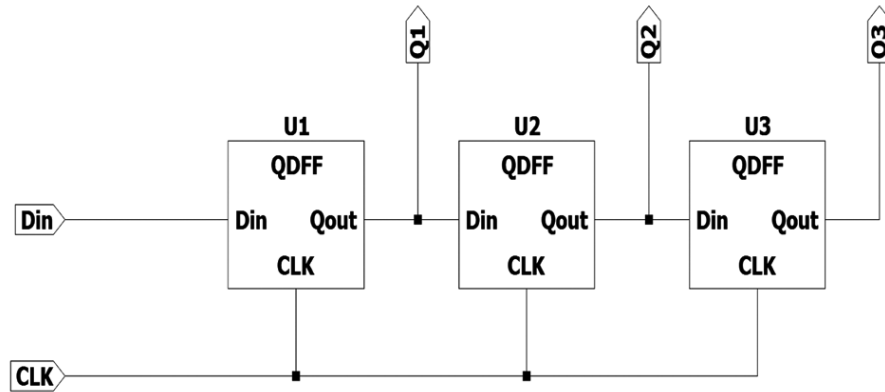 Q1
Q2
Q3
U1
U2
U3
QDFF
QDFF
QDFF
Din
Din
Qout
Din
Qout
Din
Qout
CLK
CLK
CLK
CLK